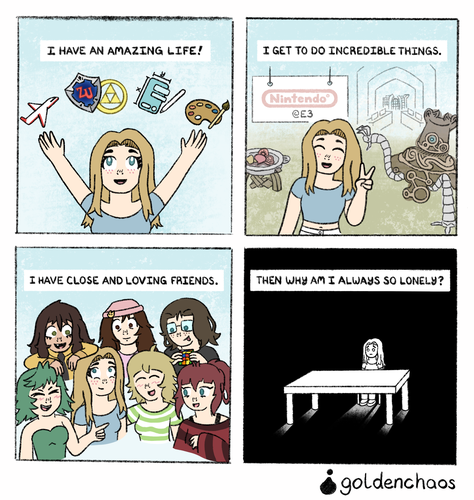 I HAVE AN AMAZING LIFE!
I GET TO DO INCREDIBLE THINGS.
Nintendo
@E3
I HAVE CLOSE AND LOVING FRIENDS.
THEN WHY AM I ALWAYS SO LONELY?
goldenchaos